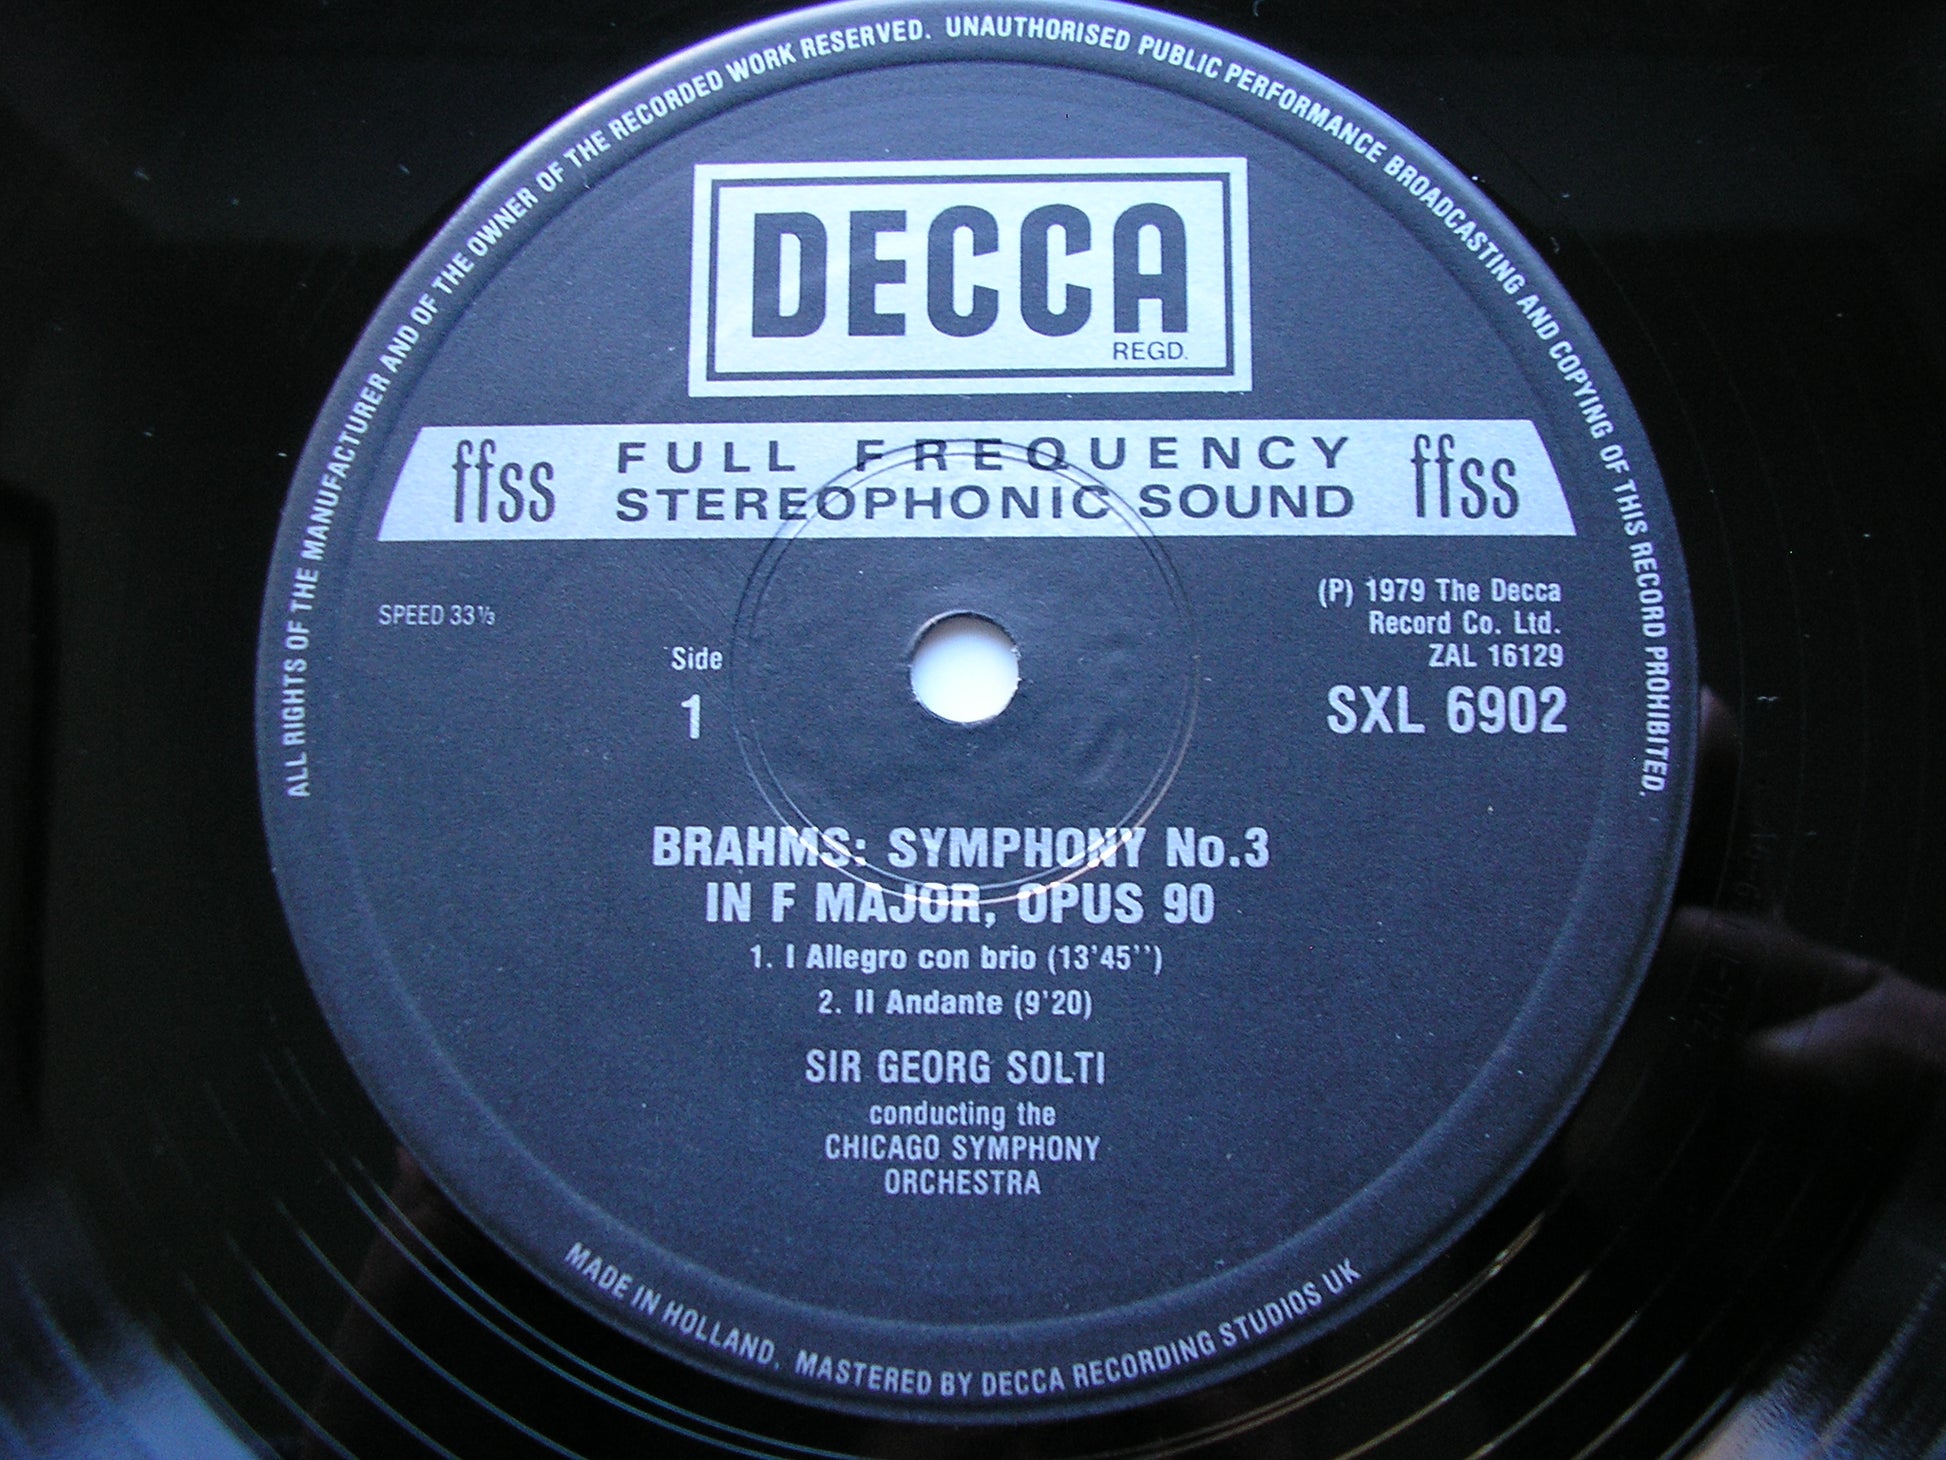 ALL RIGHTS OF THE MANUFACTURER AND OF THE OWNER OF THE RECORDED WORK RESERVED. UNAUTHORISED PUBLIC PERFORMANCE BROADCASTING AND COPYING OF THIS RECORD PROHIBITED.
DECCA
REGD.
ffss FULL FREQUENCY ffss
STEREOPHONIC SOUND
SPEED 33⅓
(P) 1979 The Decca
Record Co. Ltd.
ZAL 16129
SXL 6902
Side
1
BRAHMS: SYMPHONY No.3
IN F MAJOR, OPUS 90
1. I Allegro con brio (13'45'')
2. II Andante (9'20)
SIR GEORG SOLTI
conducting the
CHICAGO SYMPHONY
ORCHESTRA
MADE IN HOLLAND. MASTERED BY DECCA RECORDING STUDIOS UK